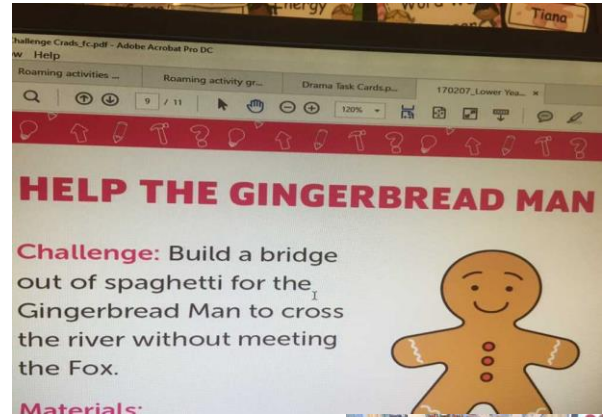 Energy
Tiana
Challenge Crads_fc.pdf - Adobe Acrobat Pro DC
w Help
Roaming activities ...
Roaming activity gr...
Drama Task Cards.p...
170207_Lower Yea... ×
9 / 11
120%
HELP THE GINGERBREAD MAN
Challenge: Build a bridge
out of spaghetti for the
Gingerbread Man to cross
the river without meeting
the Fox.
Materials: